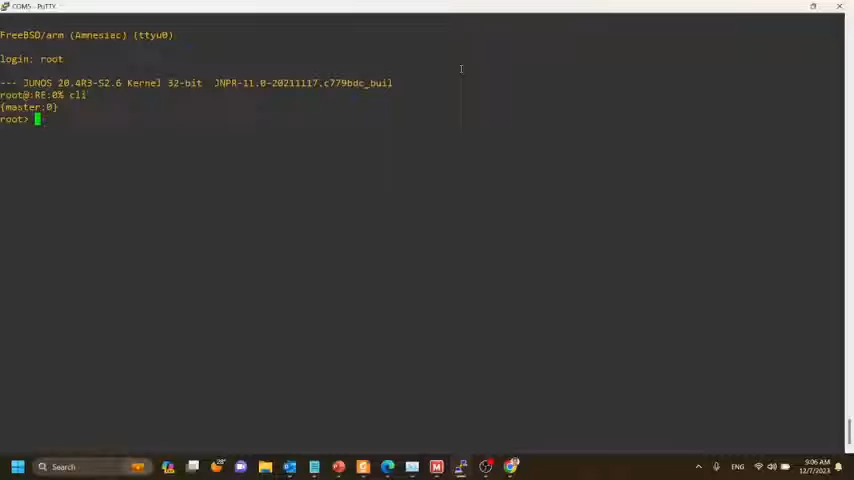 COM5 - PuTTY
FreeBSD/arm (Amnesiac) (ttyu0)
login: root
--- JUNOS 20.4R3-S2.6 Kernel 32-bit  JNPR-11.0-20211117.c779bdc_buil
root@:RE:0% cli
{master:0}
root>
Search
28°
ENG
9:06 AM
12/7/2023